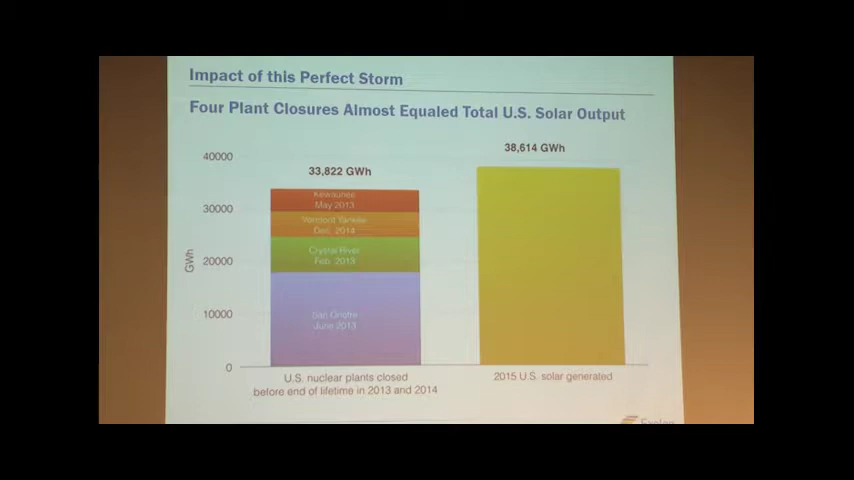 Impact of this Perfect Storm
Four Plant Closures Almost Equaled Total U.S. Solar Output
38,614 GWh
40000
33,822 GWh
Kewaunee
May 2013
30000
Vermont Yankee
Dec. 2014
Crystal River
Feb. 2013
GWh
20000
San Onofre
June 2013
10000
0
U.S. nuclear plants closed
before end of lifetime in 2013 and 2014
2015 U.S. solar generated
Exelon